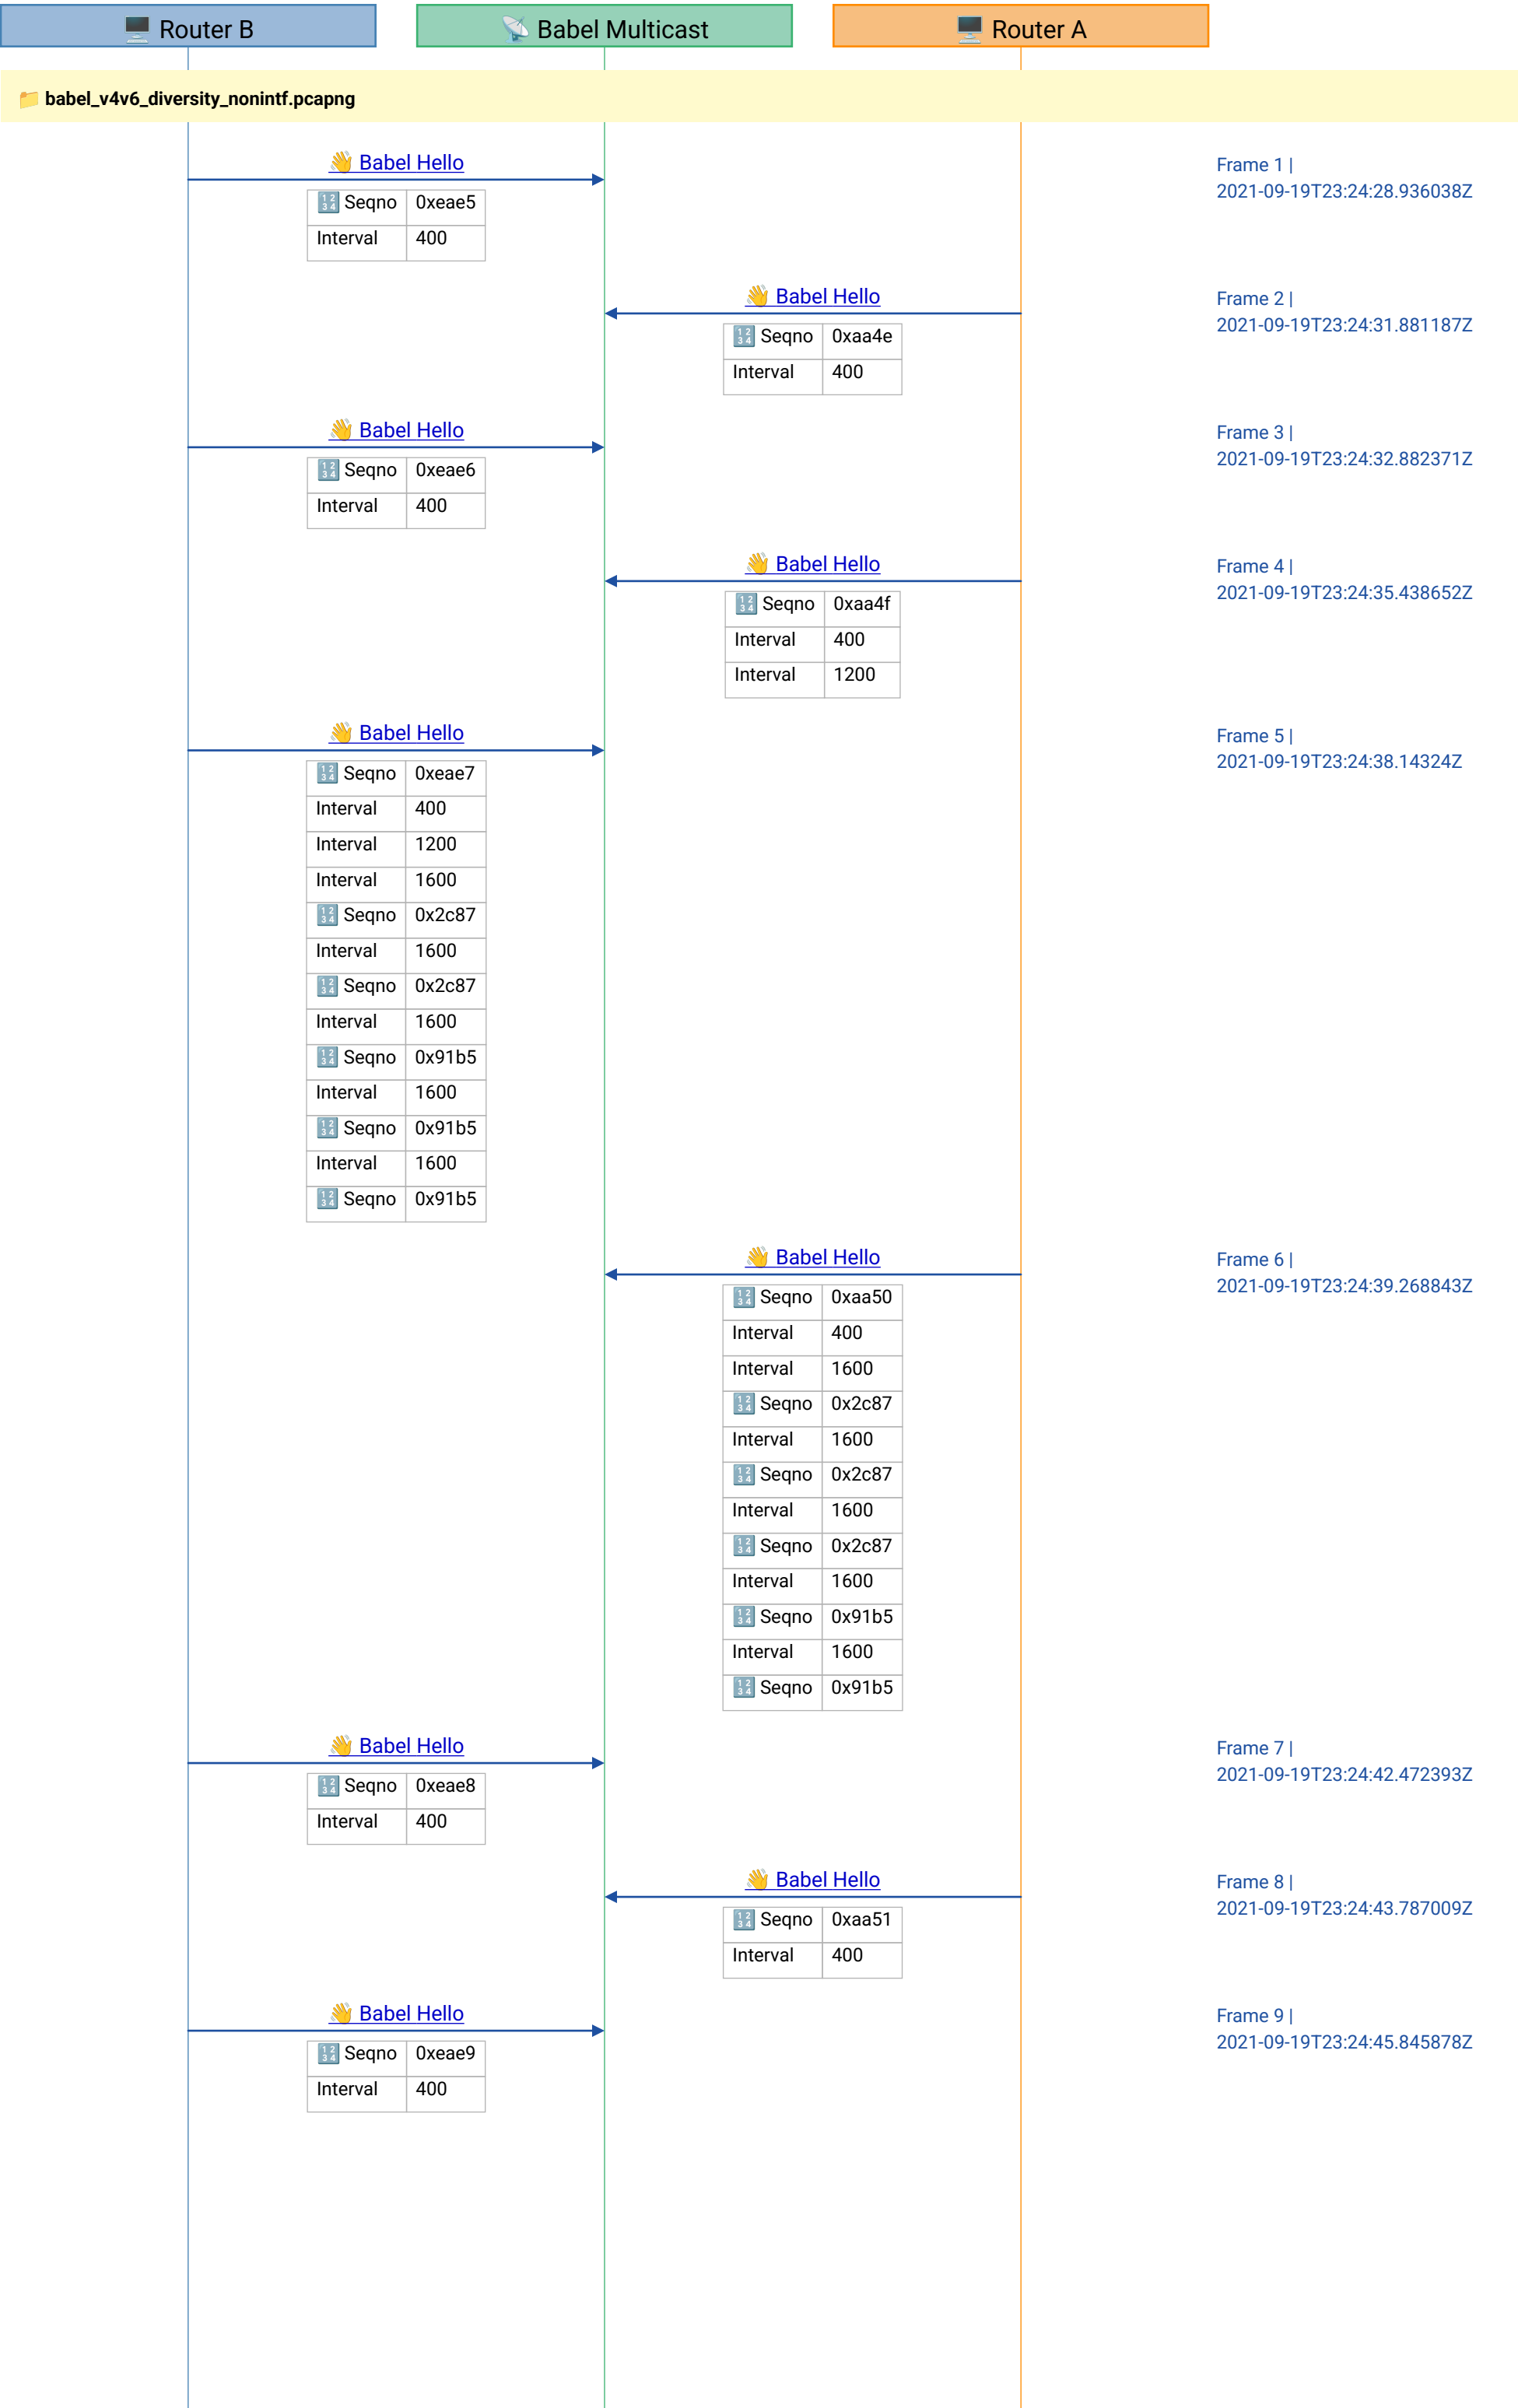 🖥️ Router B
📡 Babel Multicast
🖥️ Router A
📁 babel_v4v6_diversity_nonintf.pcapng
👋 Babel Hello
Frame 1 |
2021-09-19T23:24:28.936038Z
🔢 Seqno 0xeae5
Interval 400
👋 Babel Hello
Frame 2 |
2021-09-19T23:24:31.881187Z
🔢 Seqno 0xaa4e
Interval 400
👋 Babel Hello
Frame 3 |
2021-09-19T23:24:32.882371Z
🔢 Seqno 0xeae6
Interval 400
👋 Babel Hello
Frame 4 |
2021-09-19T23:24:35.438652Z
🔢 Seqno 0xaa4f
Interval 400
Interval 1200
👋 Babel Hello
Frame 5 |
2021-09-19T23:24:38.14324Z
🔢 Seqno 0xeae7
Interval 400
Interval 1200
Interval 1600
🔢 Seqno 0x2c87
Interval 1600
🔢 Seqno 0x2c87
Interval 1600
🔢 Seqno 0x91b5
Interval 1600
🔢 Seqno 0x91b5
Interval 1600
🔢 Seqno 0x91b5
👋 Babel Hello
Frame 6 |
2021-09-19T23:24:39.268843Z
🔢 Seqno 0xaa50
Interval 400
Interval 1600
🔢 Seqno 0x2c87
Interval 1600
🔢 Seqno 0x2c87
Interval 1600
🔢 Seqno 0x2c87
Interval 1600
🔢 Seqno 0x91b5
Interval 1600
🔢 Seqno 0x91b5
👋 Babel Hello
Frame 7 |
2021-09-19T23:24:42.472393Z
🔢 Seqno 0xeae8
Interval 400
👋 Babel Hello
Frame 8 |
2021-09-19T23:24:43.787009Z
🔢 Seqno 0xaa51
Interval 400
👋 Babel Hello
Frame 9 |
2021-09-19T23:24:45.845878Z
🔢 Seqno 0xeae9
Interval 400